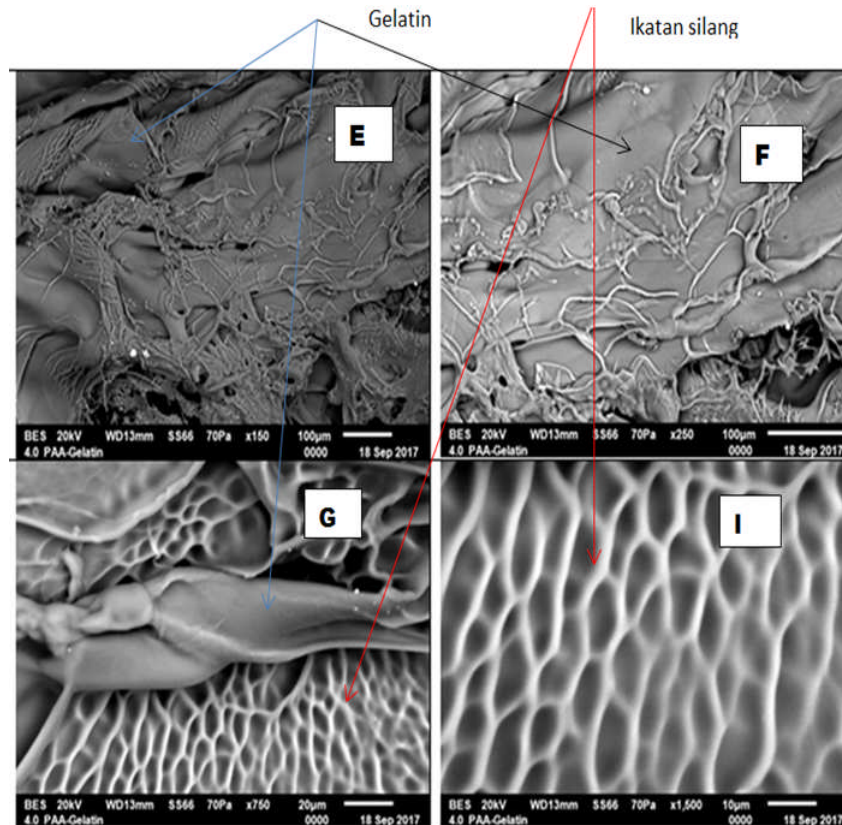 Gelatin
Ikatan silang
E
F
BES 20kV WD13mm SS66 70Pa x150 100µm
4.0 PAA-Gelatin 0000 18 Sep 2017
BES 20kV WD13mm SS66 70Pa x250 100µm
4.0 PAA-Gelatin 0000 18 Sep 2017
G
I
BES 20kV WD13mm SS66 70Pa x750 20µm
4.0 PAA-Gelatin 0000 18 Sep 2017
BES 20kV WD13mm SS66 70Pa x1,500 10µm
4.0 PAA-Gelatin 0000 18 Sep 2017